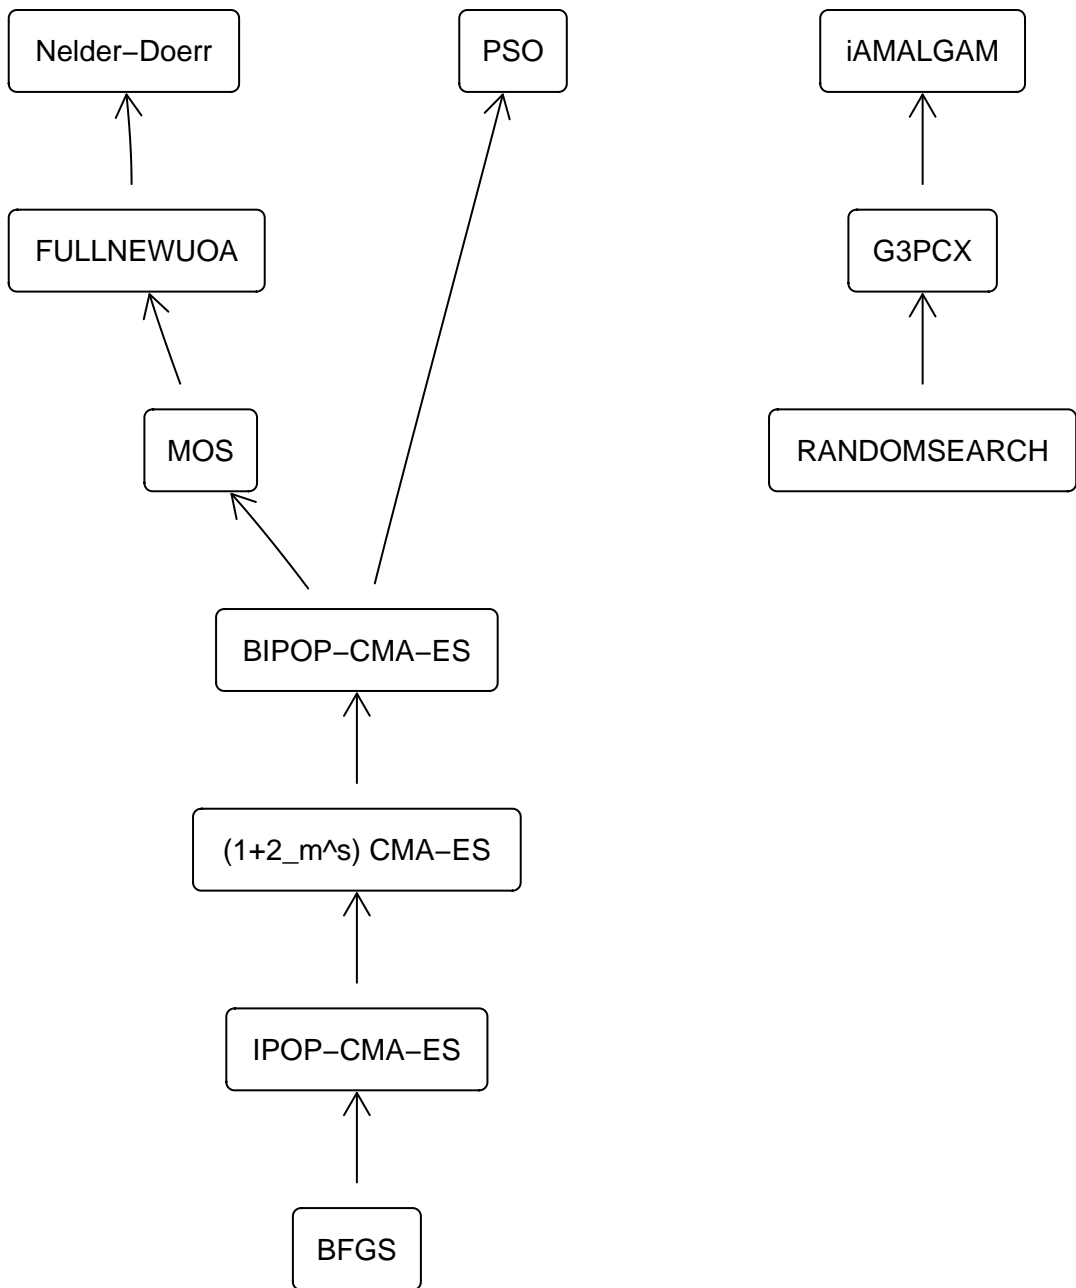 Nelder−Doerr
PSO
iAMALGAM
FULLNEWUOA
G3PCX
MOS
RANDOMSEARCH
BIPOP−CMA−ES
(1+2_m^s) CMA−ES
IPOP−CMA−ES
BFGS